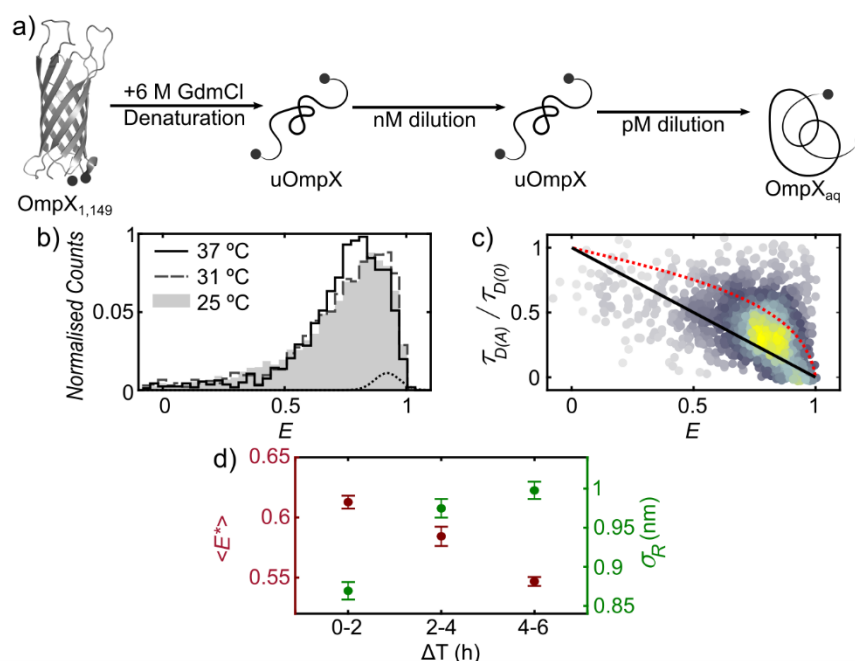 a)
+6 M GdmCl
Denaturation
nM dilution
pM dilution
OmpX1,149
uOmpX
uOmpX
OmpXaq
b)
Normalised Counts
0.1
0.05
0
37 ºC
31 ºC
25 ºC
0
0.5
1
E
c)
τD(A) / τD(0)
1
0.5
0
0
0.5
1
E
d)
<E*>
0.65
0.6
0.55
σR (nm)
1
0.95
0.9
0.85
0-2
2-4
4-6
ΔT (h)